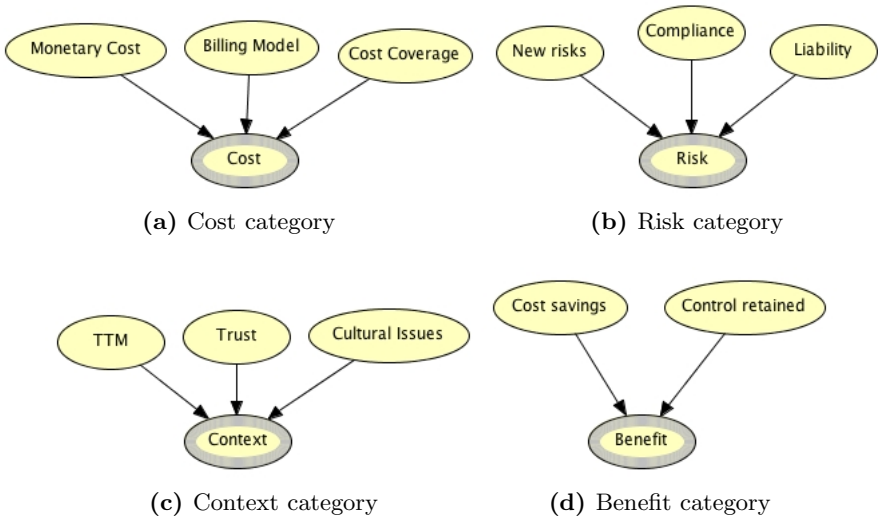 Monetary Cost
Billing Model
Cost Coverage
Cost
(a) Cost category
New risks
Compliance
Liability
Risk
(b) Risk category
TTM
Trust
Cultural Issues
Context
(c) Context category
Cost savings
Control retained
Benefit
(d) Benefit category